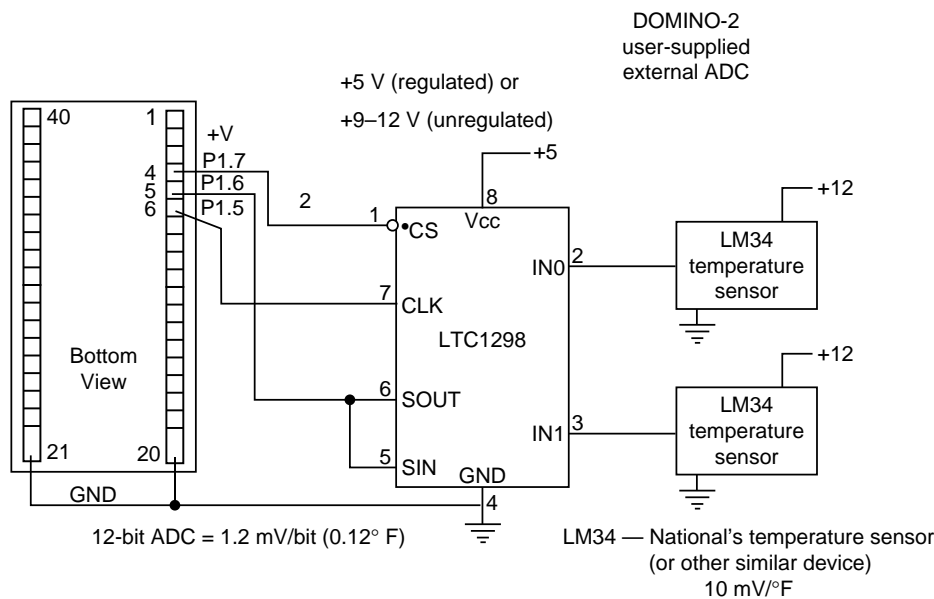 DOMINO-2
user-supplied
external ADC
+5 V (regulated) or
+9–12 V (unregulated)
40
1
+V
4
P1.7
5
P1.6
6
P1.5
2
1
•CS
8
Vcc
+5
+12
IN0
2
LM34
temperature
sensor
7
CLK
LTC1298
Bottom
View
+12
6
SOUT
IN1
3
LM34
temperature
sensor
5
SIN
GND
4
21
20
GND
12-bit ADC = 1.2 mV/bit (0.12° F)
LM34 — National's temperature sensor
(or other similar device)
10 mV/°F